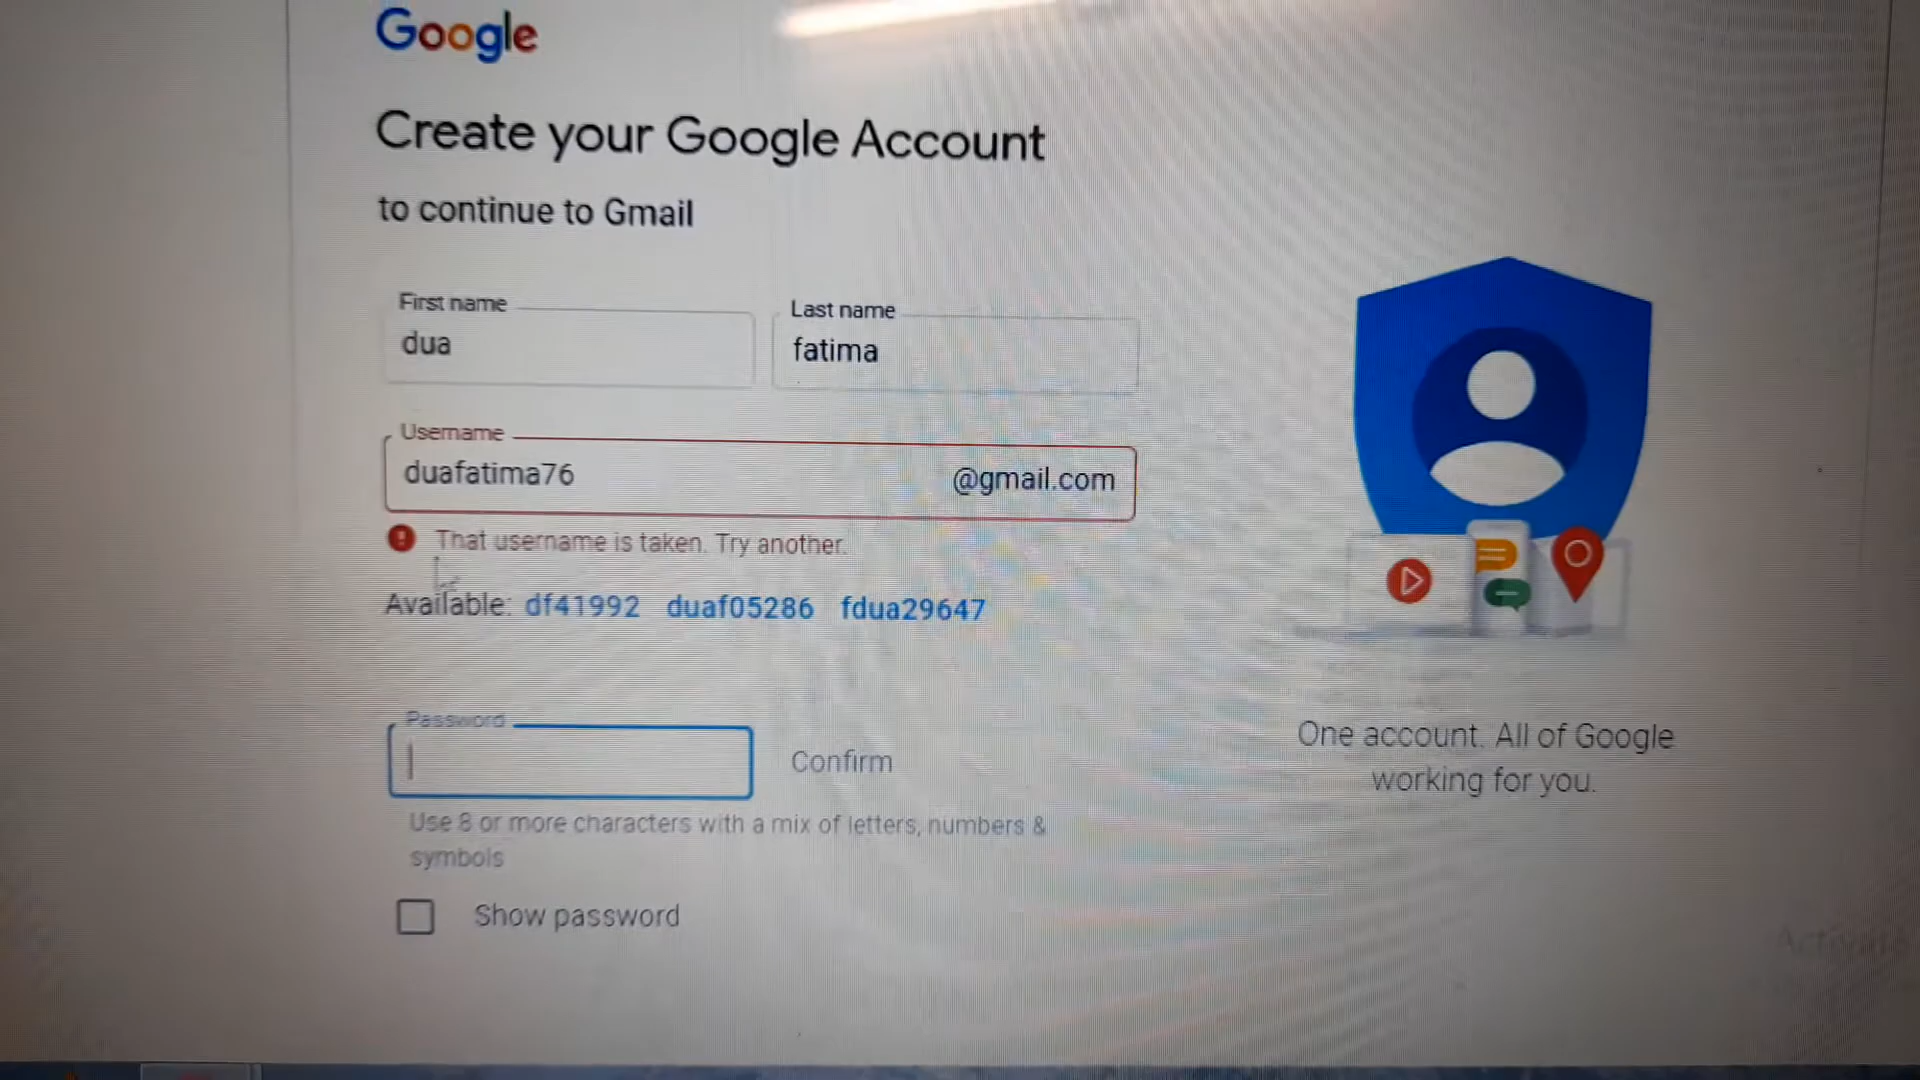 Google
Create your Google Account
to continue to Gmail
First name
Last name
dua
fatima
Username
duafatima76
@gmail.com
That username is taken. Try another.
Available: df41992 duaf05286 fdua29647
Password
Confirm
Use 8 or more characters with a mix of letters, numbers &
symbols
Show password
One account. All of Google
working for you.
Activate